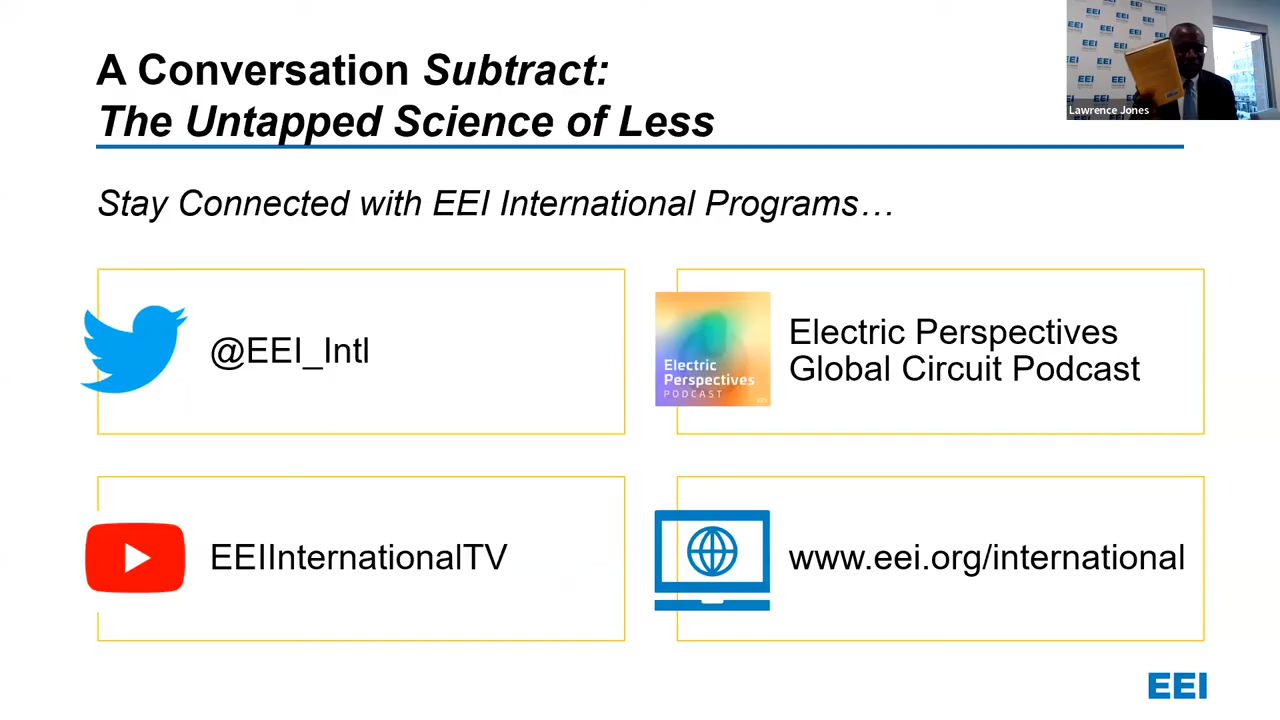 A Conversation Subtract:
The Untapped Science of Less
Lawrence Jones
Stay Connected with EEI International Programs…
@EEI_Intl
Electric
Perspectives
PODCAST
Electric Perspectives
Global Circuit Podcast
EEIInternationalTV
www.eei.org/international
EEI